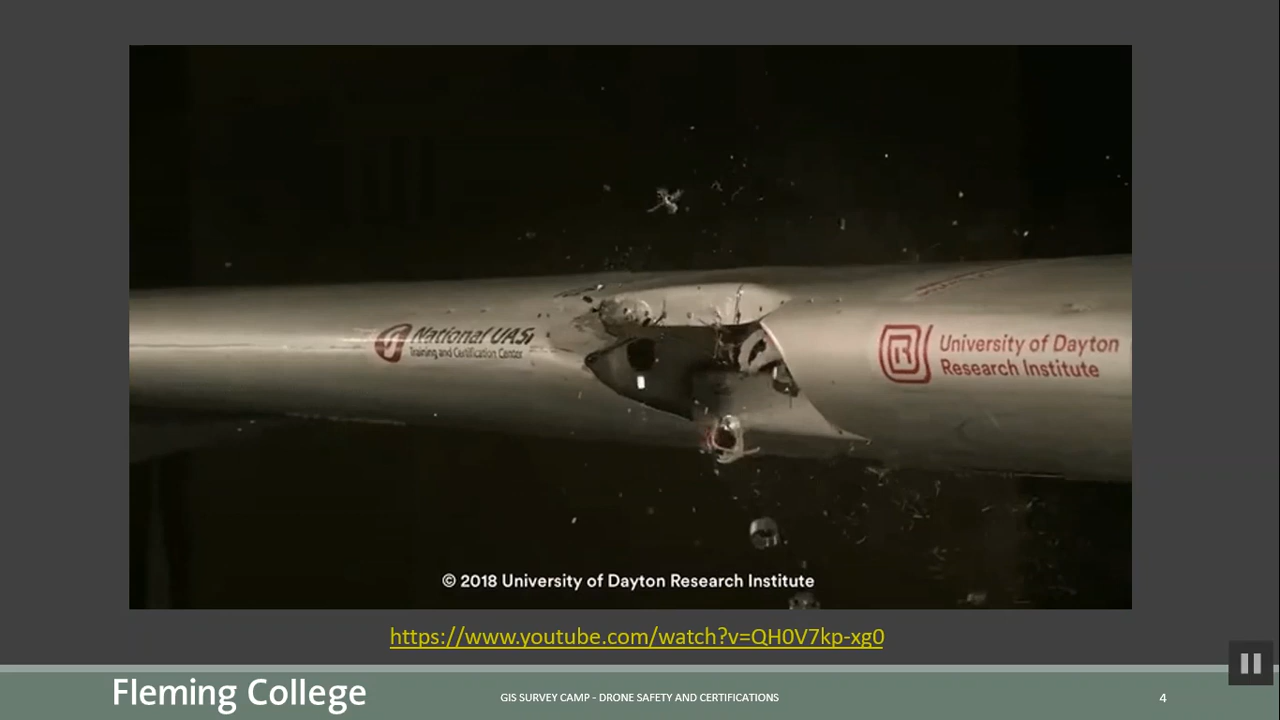 National UAS
Training and Certification Center
University of Dayton
Research Institute
© 2018 University of Dayton Research Institute
https://www.youtube.com/watch?v=QH0V7kp-xg0
Fleming College
GIS SURVEY CAMP - DRONE SAFETY AND CERTIFICATIONS
4